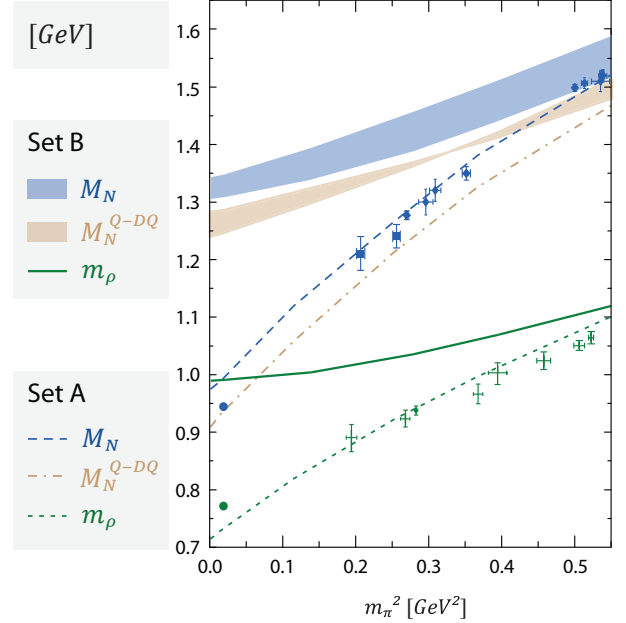 [GeV]
Set B
M_N
M_N^{Q-DQ}
m_ρ
Set A
M_N
M_N^{Q-DQ}
m_ρ
1.6
1.5
1.4
1.3
1.2
1.1
1.0
0.9
0.8
0.7
0.0 0.1 0.2 0.3 0.4 0.5
m_π^2 [GeV^2]